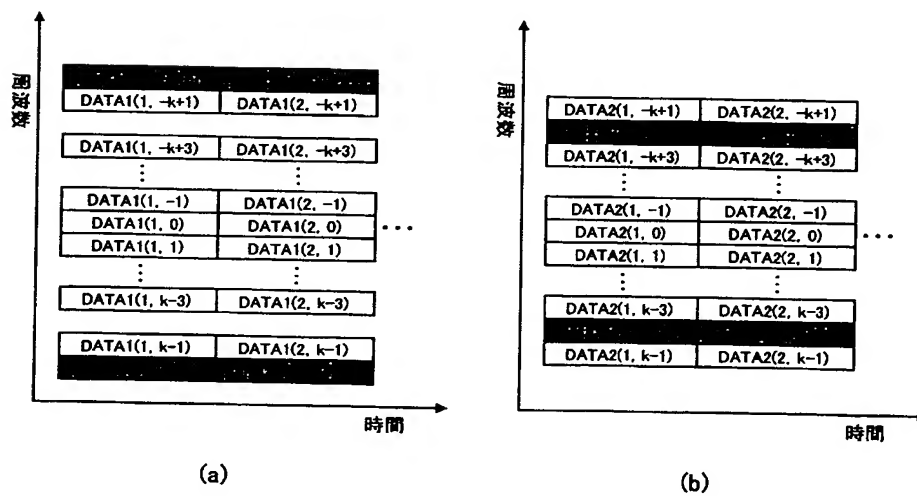 周波数
DATA1(1, -k+1) DATA1(2, -k+1)
DATA1(1, -k+3) DATA1(2, -k+3)
DATA1(1, -1) DATA1(2, -1)
DATA1(1, 0) DATA1(2, 0)
DATA1(1, 1) DATA1(2, 1)
DATA1(1, k-3) DATA1(2, k-3)
DATA1(1, k-1) DATA1(2, k-1)
時間
(a)
周波数
DATA2(1, -k+1) DATA2(2, -k+1)
DATA2(1, -k+3) DATA2(2, -k+3)
DATA2(1, -1) DATA2(2, -1)
DATA2(1, 0) DATA2(2, 0)
DATA2(1, 1) DATA2(2, 1)
DATA2(1, k-3) DATA2(2, k-3)
DATA2(1, k-1) DATA2(2, k-1)
時間
(b)